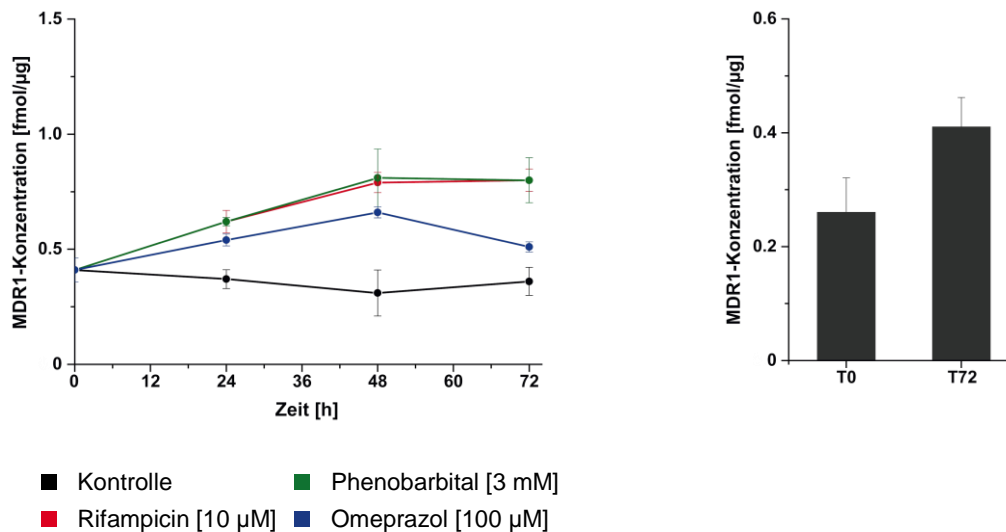 MDR1-Konzentration [fmol/µg]
1.5
1.0
0.5
0
0 12 24 36 48 60 72
Zeit [h]
MDR1-Konzentration [fmol/µg]
0.6
0.4
0.2
0
T0 T72
Kontrolle Phenobarbital [3 mM]
Rifampicin [10 µM] Omeprazol [100 µM]